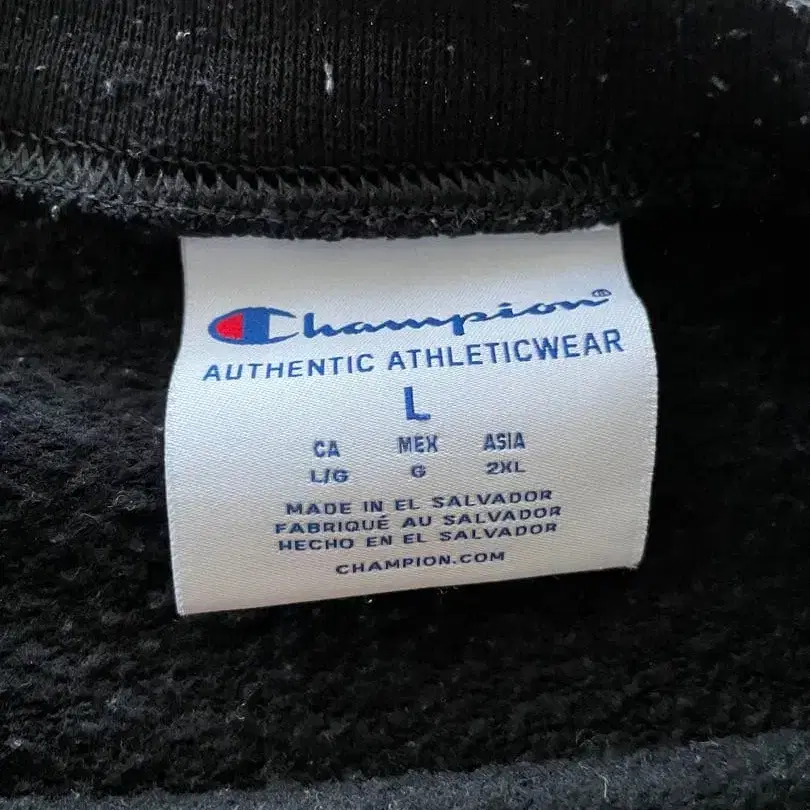 Champion®
AUTHENTIC ATHLETICWEAR
L
CA MEX ASIA
L/G G 2XL
MADE IN EL SALVADOR
FABRIQUÉ AU SALVADOR
HECHO EN EL SALVADOR
CHAMPION.COM